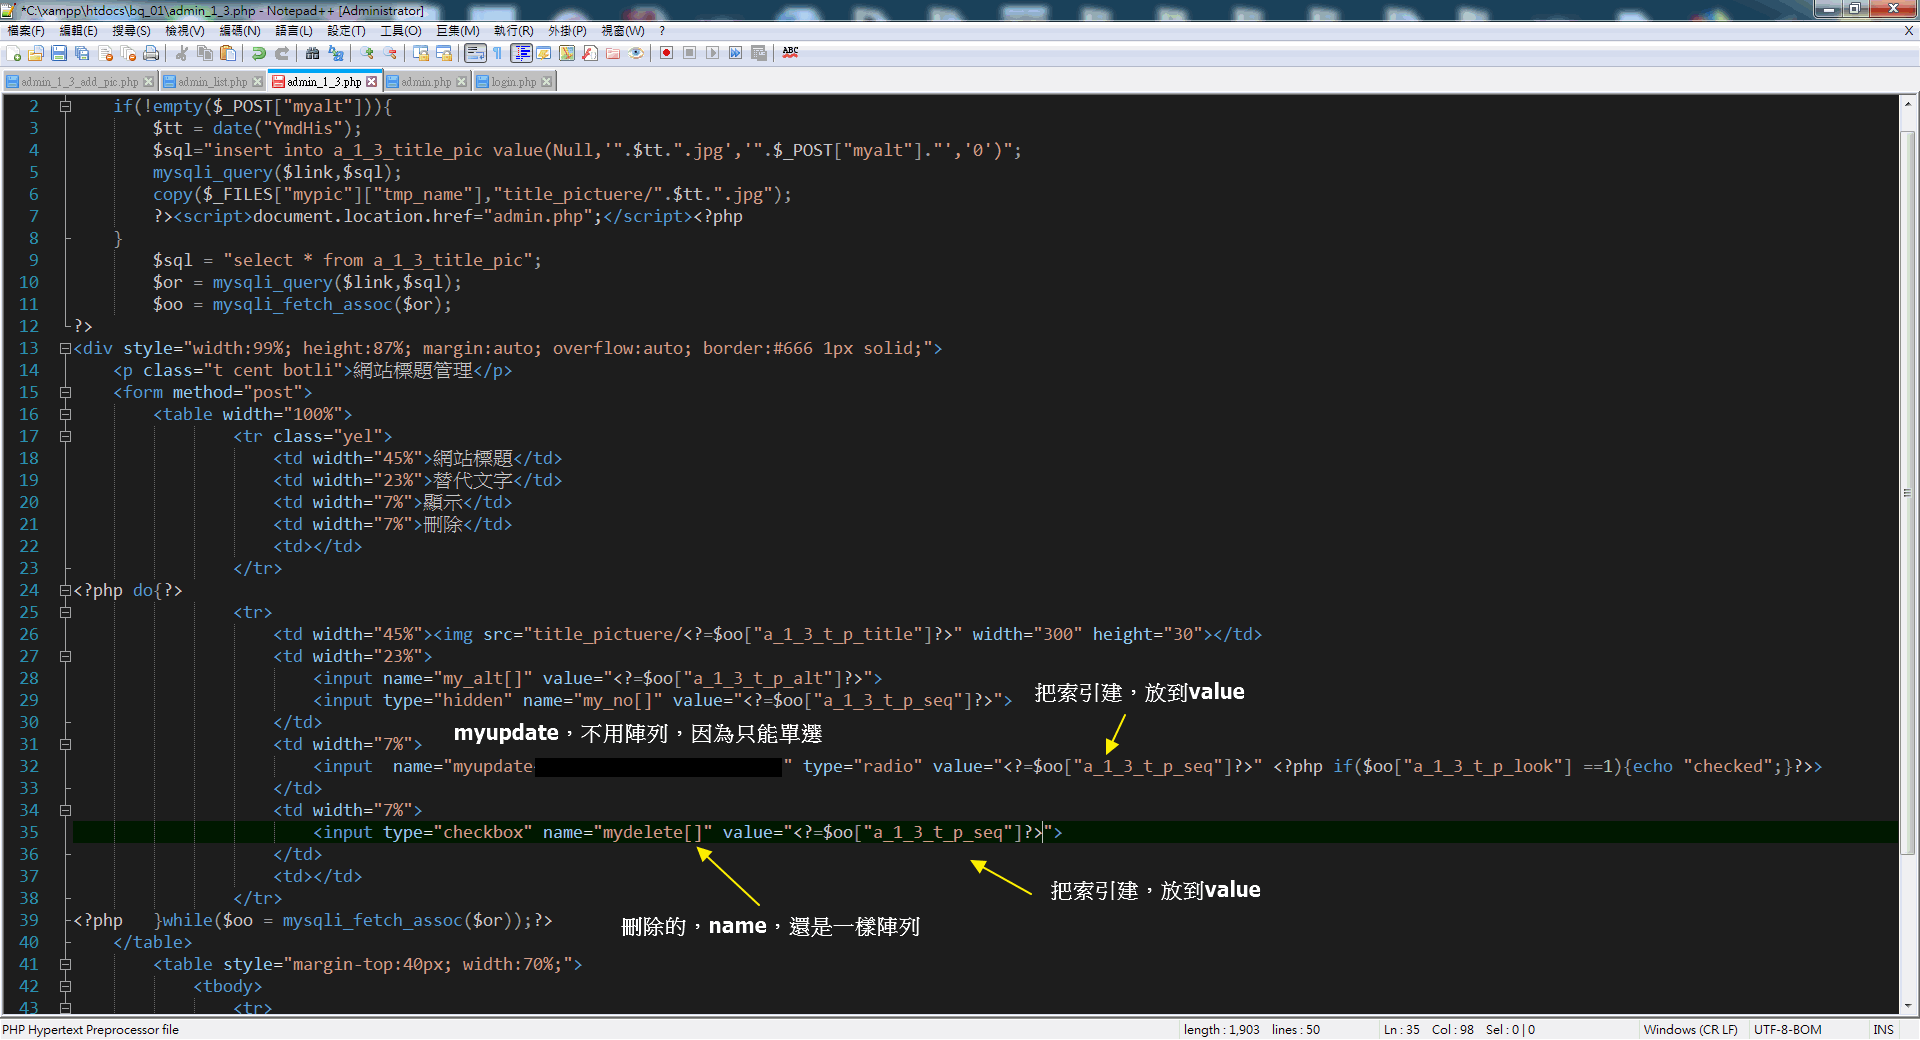 *C:\xampp\htdocs\bq_01\admin_1_3.php - Notepad++ [Administrator]
檔案(F) 編輯(E) 搜尋(S) 檢視(V) 編碼(N) 語言(L) 設定(T) 工具(O) 巨集(M) 執行(R) 外掛(P) 視窗(W) ? X
admin_1_3_add_pic.php admin_list.php admin_1_3.php admin.php login.php
2 if(!empty($_POST["myalt"])){
3 $tt = date("YmdHis");
4 $sql="insert into a_1_3_title_pic value(Null,'".$tt.".jpg','".$_POST["myalt"]."','0')";
5 mysqli_query($link,$sql);
6 copy($_FILES["mypic"]["tmp_name"],"title_pictuere/".$tt.".jpg");
7 ?><script>document.location.href="admin.php";</script><?php
8 }
9 $sql = "select * from a_1_3_title_pic";
10 $or = mysqli_query($link,$sql);
11 $oo = mysqli_fetch_assoc($or);
12 ?>
13 <div style="width:99%; height:87%; margin:auto; overflow:auto; border:#666 1px solid;">
14 <p class="t cent botli">網站標題管理</p>
15 <form method="post">
16 <table width="100%">
17 <tr class="yel">
18 <td width="45%">網站標題</td>
19 <td width="23%">替代文字</td>
20 <td width="7%">顯示</td>
21 <td width="7%">刪除</td>
22 <td></td>
23 </tr>
24 <?php do{?>
25 <tr>
26 <td width="45%"><img src="title_pictuere/<?=$oo["a_1_3_t_p_title"]?>" width="300" height="30"></td>
27 <td width="23%">
28 <input name="my_alt[]" value="<?=$oo["a_1_3_t_p_alt"]?>">
29 <input type="hidden" name="my_no[]" value="<?=$oo["a_1_3_t_p_seq"]?>">
把索引建，放到value
30 </td>
myupdate，不用陣列，因為只能單選
31 <td width="7%">
32 <input name="myupdate " type="radio" value="<?=$oo["a_1_3_t_p_seq"]?>" <?php if($oo["a_1_3_t_p_look"] ==1){echo "checked";}?>>
33 </td>
34 <td width="7%">
35 <input type="checkbox" name="mydelete[]" value="<?=$oo["a_1_3_t_p_seq"]?>">
36 </td>
37 <td></td>
把索引建，放到value
38 </tr>
39 <?php }while($oo = mysqli_fetch_assoc($or));?>
刪除的，name，還是一樣陣列
40 </table>
41 <table style="margin-top:40px; width:70%;">
42 <tbody>
43 <tr>
PHP Hypertext Preprocessor file length : 1,903 lines : 50 Ln : 35 Col : 98 Sel : 0 | 0 Windows (CR LF) UTF-8-BOM INS